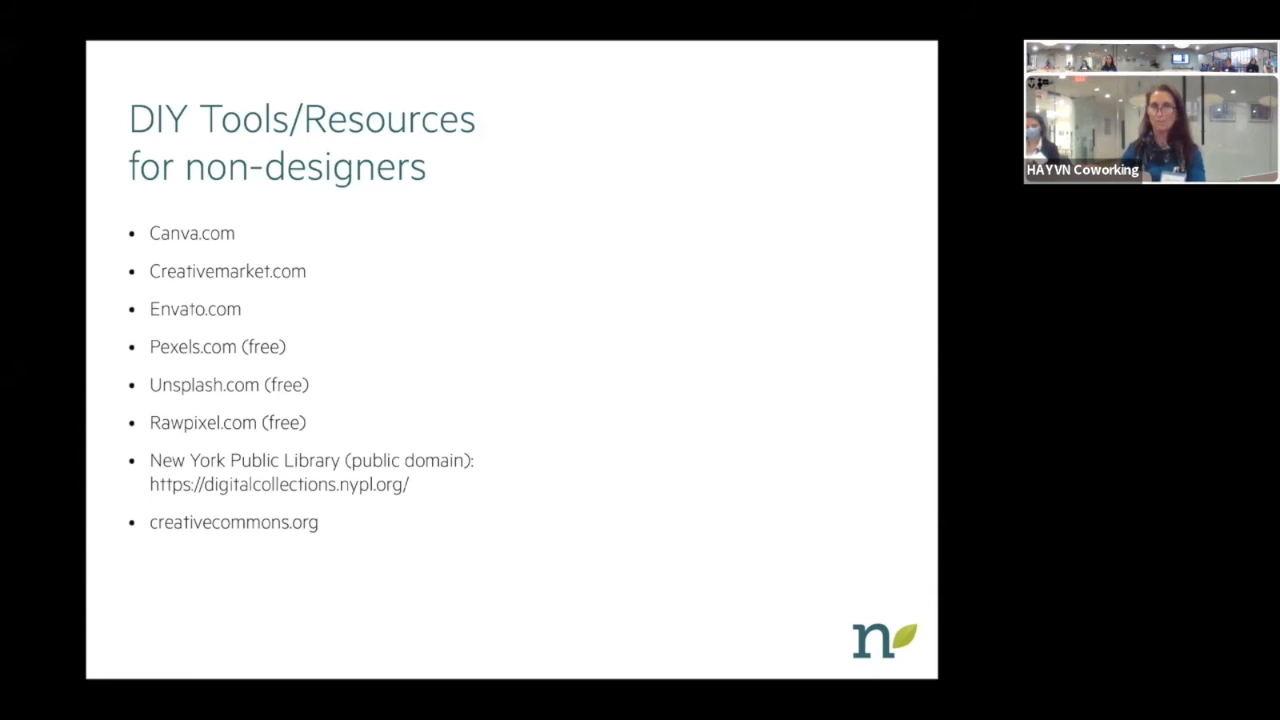 DIY Tools/Resources
for non-designers
• Canva.com
• Creativemarket.com
• Envato.com
• Pexels.com (free)
• Unsplash.com (free)
• Rawpixel.com (free)
• New York Public Library (public domain):
https://digitalcollections.nypl.org/
• creativecommons.org
n
HAYVN Coworking